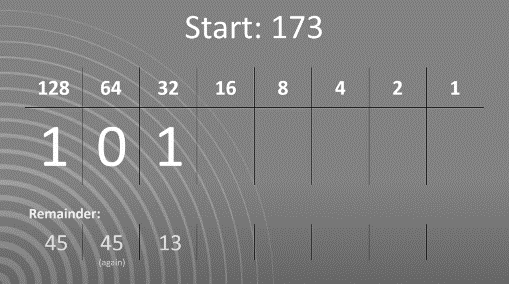 Start: 173
128 64 32 16 8 4 2 1
1 0 1
Remainder:
45 45 13
(again)